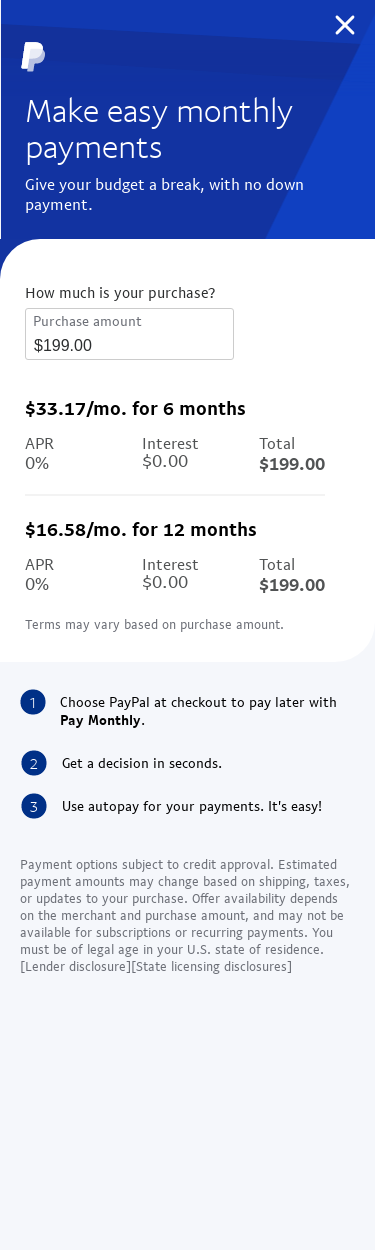 Make easy monthly
payments
Give your budget a break, with no down
payment.
How much is your purchase?
Purchase amount
$199.00
$33.17/mo. for 6 months
APR Interest Total
0% $0.00 $199.00
$16.58/mo. for 12 months
APR Interest Total
0% $0.00 $199.00
Terms may vary based on purchase amount.
1 Choose PayPal at checkout to pay later with
Pay Monthly.
2 Get a decision in seconds.
3 Use autopay for your payments. It's easy!
Payment options subject to credit approval. Estimated
payment amounts may change based on shipping, taxes,
or updates to your purchase. Offer availability depends
on the merchant and purchase amount, and may not be
available for subscriptions or recurring payments. You
must be of legal age in your U.S. state of residence.
[Lender disclosure][State licensing disclosures]